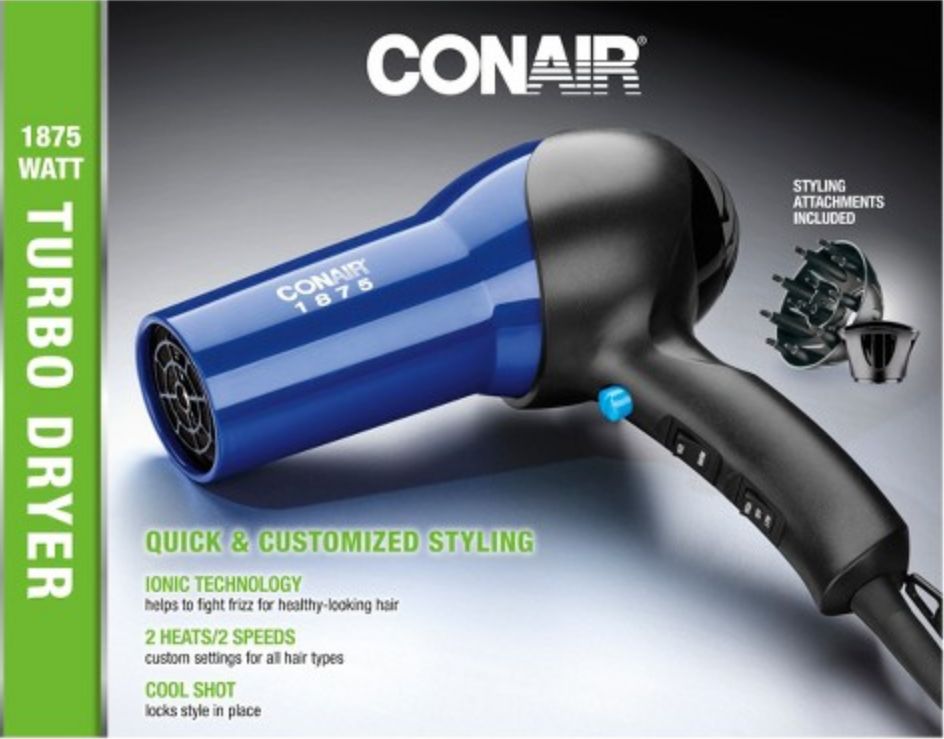 CONAIR®
1875
WATT
TURBO DRYER
STYLING
ATTACHMENTS
INCLUDED
CONAIR
1875
QUICK & CUSTOMIZED STYLING
IONIC TECHNOLOGY
helps to fight frizz for healthy-looking hair
2 HEATS/2 SPEEDS
custom settings for all hair types
COOL SHOT
locks style in place